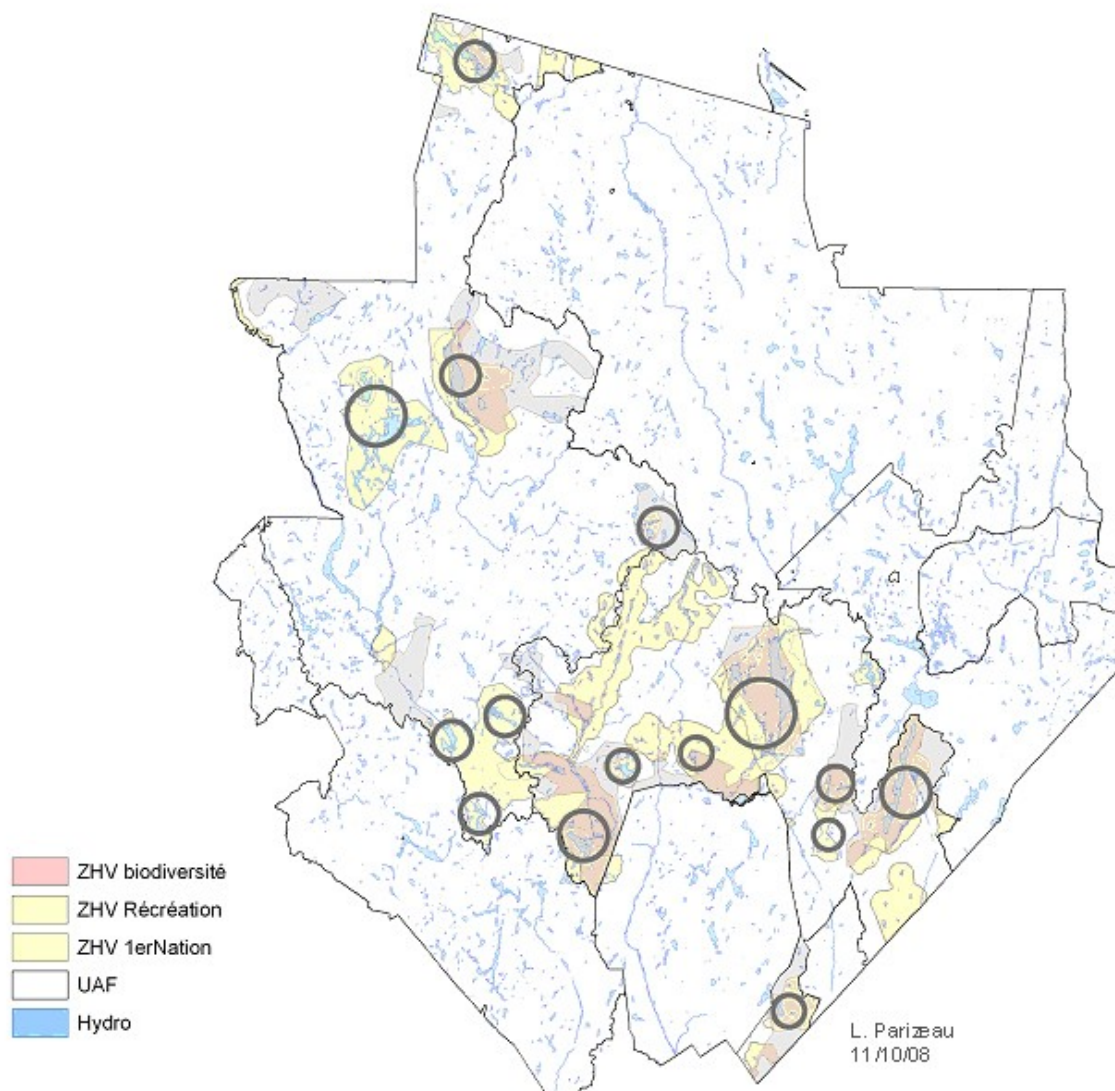 ZHV biodiversité
ZHV Récréation
ZHV 1erNation
UAF
Hydro
L. Parizeau
11/10/08